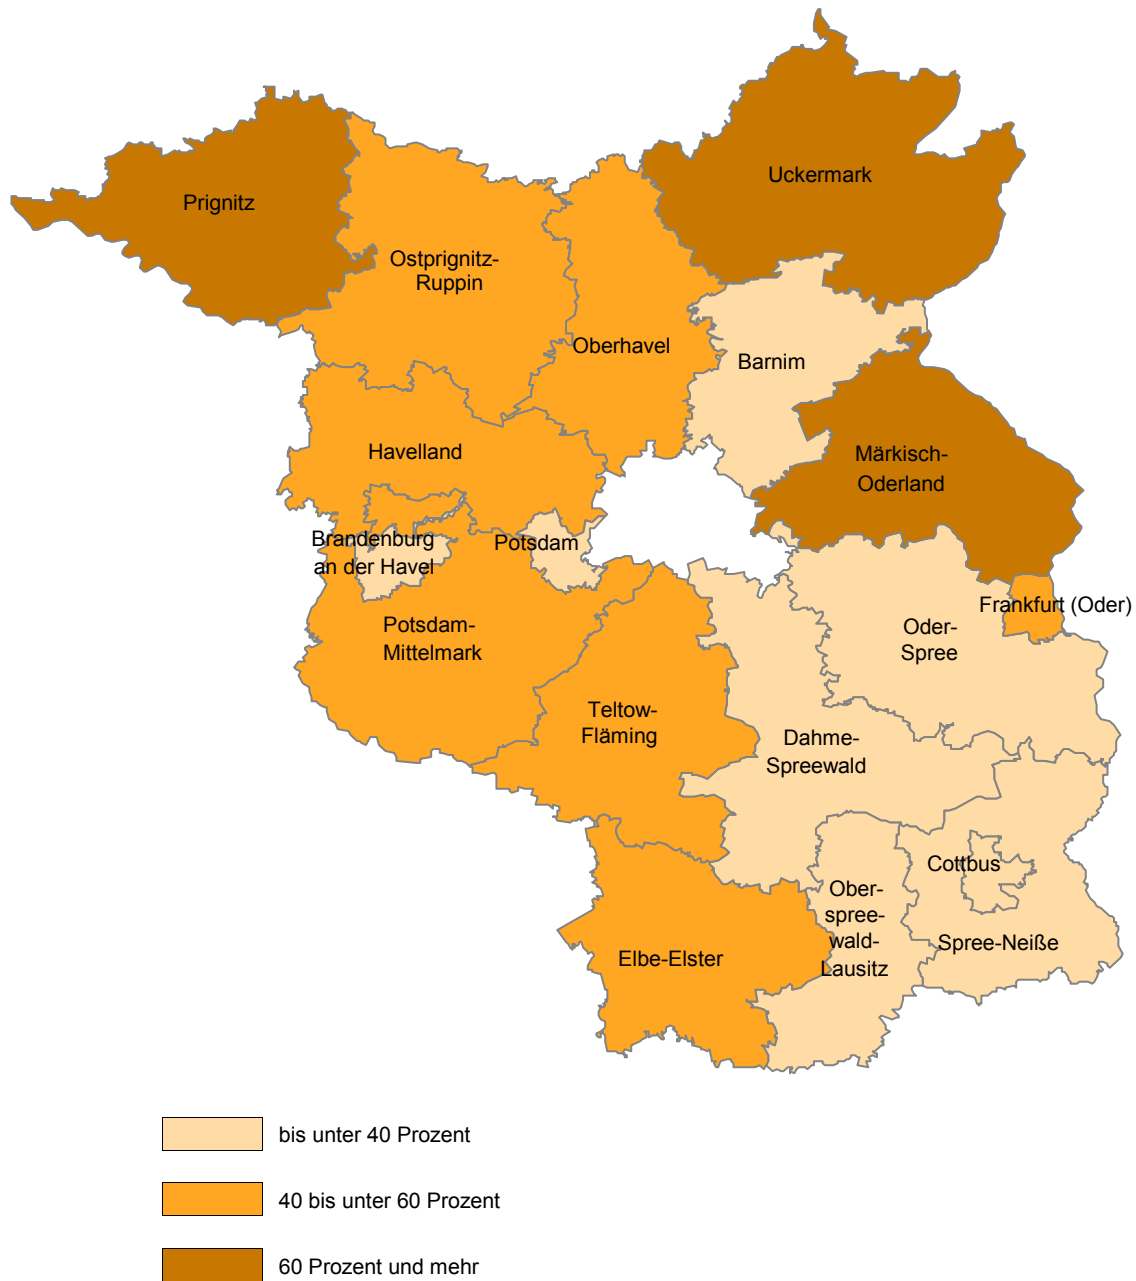 Uckermark
Prignitz
Ostprignitz-
Ruppin
Oberhavel
Barnim
Havelland
Märkisch-
Oderland
Brandenburg
an der Havel
Potsdam
Frankfurt (Oder)
Potsdam-
Mittelmark
Oder-
Spree
Teltow-
Fläming
Dahme-
Spreewald
Cottbus
Ober-
spree-
wald-
Lausitz
Spree-Neiße
Elbe-Elster
bis unter 40 Prozent
40 bis unter 60 Prozent
60 Prozent und mehr